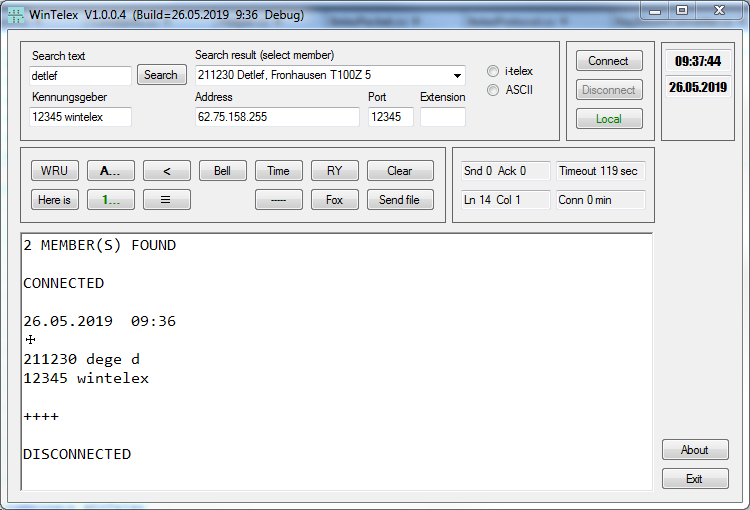 WinTelex V1.0.0.4 (Build=26.05.2019 9:36 Debug)
Search text
Search result (select member)
detlef
Search
211230 Detlef, Fronhausen T100Z 5
i-telex
ASCII
Kennungsgeber
Address
Port
Extension
12345 wintelex
62.75.158.255
12345
Connect
Disconnect
Local
09:37:44
26.05.2019
WRU
A...
<
Bell
Time
RY
Clear
Here is
1...
≡
-----
Fox
Send file
Snd 0 Ack 0
Timeout 119 sec
Ln 14 Col 1
Conn 0 min
2 MEMBER(S) FOUND
CONNECTED
26.05.2019 09:36
✠
211230 dege d
12345 wintelex
++++
DISCONNECTED
About
Exit